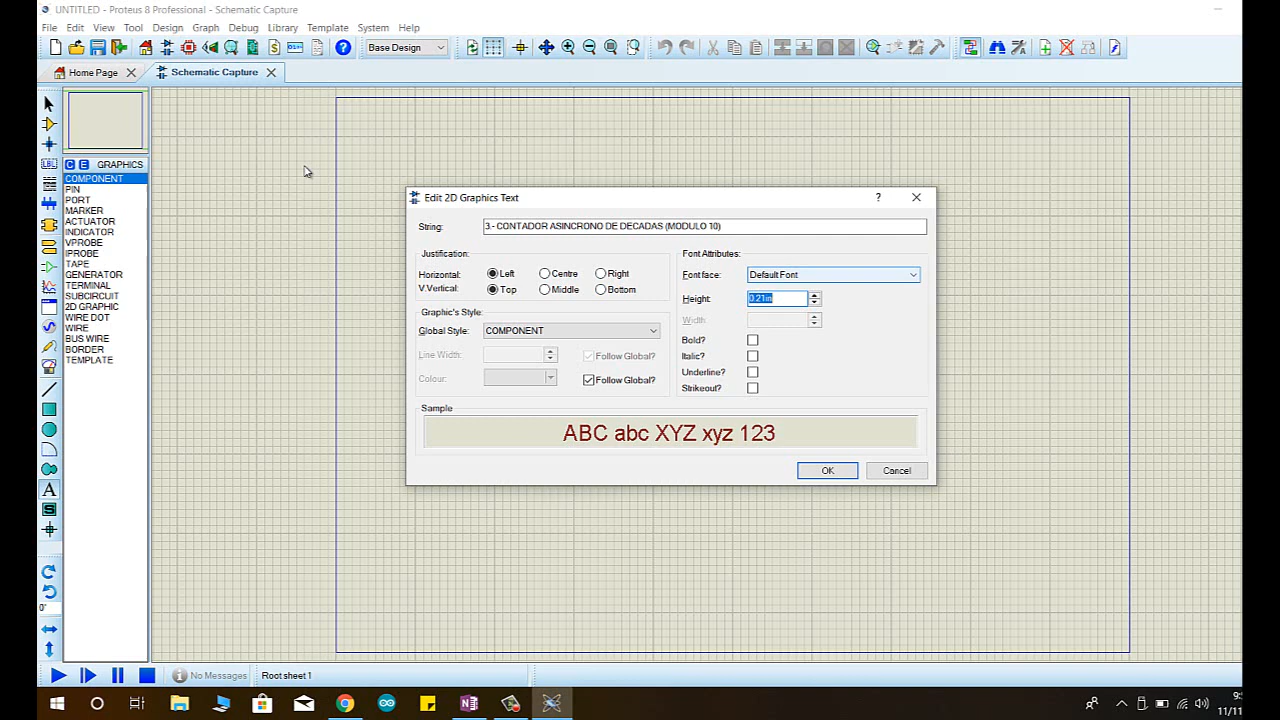 UNTITLED - Proteus 8 Professional - Schematic Capture
File Edit View Tool Design Graph Debug Library Template System Help
Base Design
Home Page Schematic Capture
LBL
C E GRAPHICS
COMPONENT
PIN
PORT
MARKER
ACTUATOR
INDICATOR
VPROBE
IPROBE
TAPE
GENERATOR
TERMINAL
SUBCIRCUIT
2D GRAPHIC
WIRE DOT
WIRE
BUS WIRE
BORDER
TEMPLATE
A
S
0°
Edit 2D Graphics Text ?
String: 3.- CONTADOR ASINCRONO DE DECADAS (MODULO 10)
Justification:
Horizontal: Left Centre Right
V.Vertical: Top Middle Bottom
Graphic's Style:
Global Style: COMPONENT
Line Width: Follow Global?
Colour: Follow Global?
Font Attributes:
Font face: Default Font
Height: 0.21in
Width:
Bold?
Italic?
Underline?
Strikeout?
Sample
ABC abc XYZ xyz 123
OK Cancel
No Messages Root sheet 1
9:
11/11